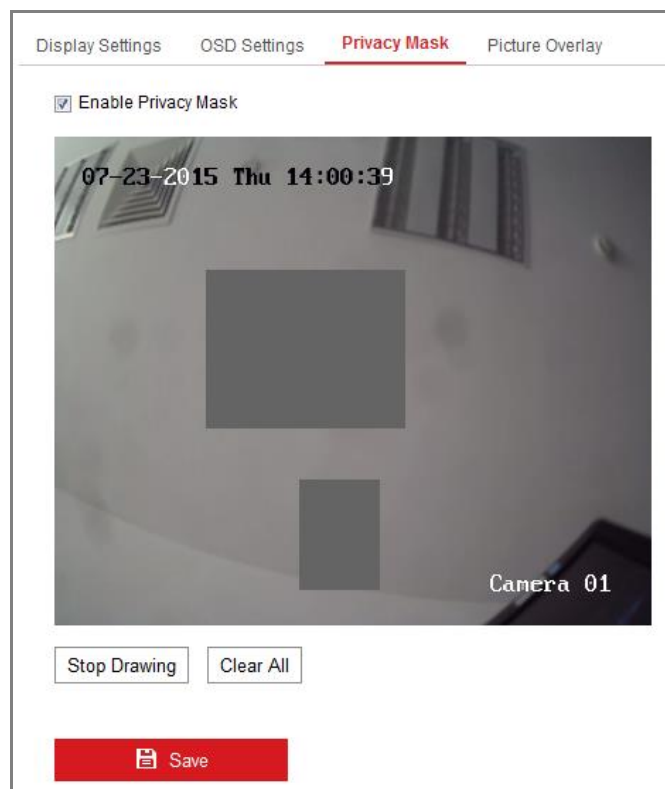 Display Settings OSD Settings Privacy Mask Picture Overlay
Enable Privacy Mask
07-23-2015 Thu 14:00:39
Camera 01
Stop Drawing Clear All
Save